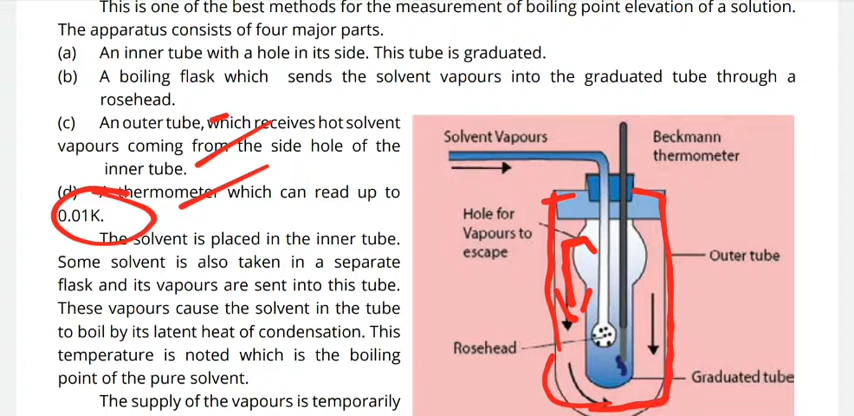 This is one of the best methods for the measurement of boiling point elevation of a solution.
The apparatus consists of four major parts.
(a) An inner tube with a hole in its side. This tube is graduated.
(b) A boiling flask which sends the solvent vapours into the graduated tube through a
rosehead.
(c) An outer tube, which receives hot solvent
vapours coming from the side hole of the
inner tube.
(d) A thermometer which can read up to
0.01K.
The solvent is placed in the inner tube.
Some solvent is also taken in a separate
flask and its vapours are sent into this tube.
These vapours cause the solvent in the tube
to boil by its latent heat of condensation. This
temperature is noted which is the boiling
point of the pure solvent.
The supply of the vapours is temporarily
Solvent Vapours
Beckmann
thermometer
Hole for
Vapours to
escape
Outer tube
Rosehead
Graduated tube